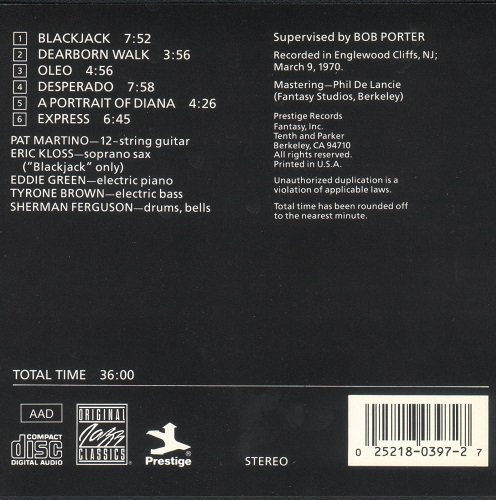 1 BLACKJACK 7:52
2 DEARBORN WALK 3:56
3 OLEO 4:56
4 DESPERADO 7:58
5 A PORTRAIT OF DIANA 4:26
6 EXPRESS 6:45
PAT MARTINO—12-string guitar
ERIC KLOSS—soprano sax
("Blackjack" only)
EDDIE GREEN—electric piano
TYRONE BROWN—electric bass
SHERMAN FERGUSON—drums, bells
Supervised by BOB PORTER
Recorded in Englewood Cliffs, NJ;
March 9, 1970.
Mastering—Phil De Lancie
(Fantasy Studios, Berkeley)
Prestige Records
Fantasy, Inc.
Tenth and Parker
Berkeley, CA 94710
All rights reserved.
Printed in U.S.A.
Unauthorized duplication is a
violation of applicable laws.
Total time has been rounded off
to the nearest minute.
TOTAL TIME 36:00
AAD
COMPACT
disc
DIGITAL AUDIO
ORIGINAL
Jazz
CLASSICS
Prestige
STEREO
0 25218-0397-2 7